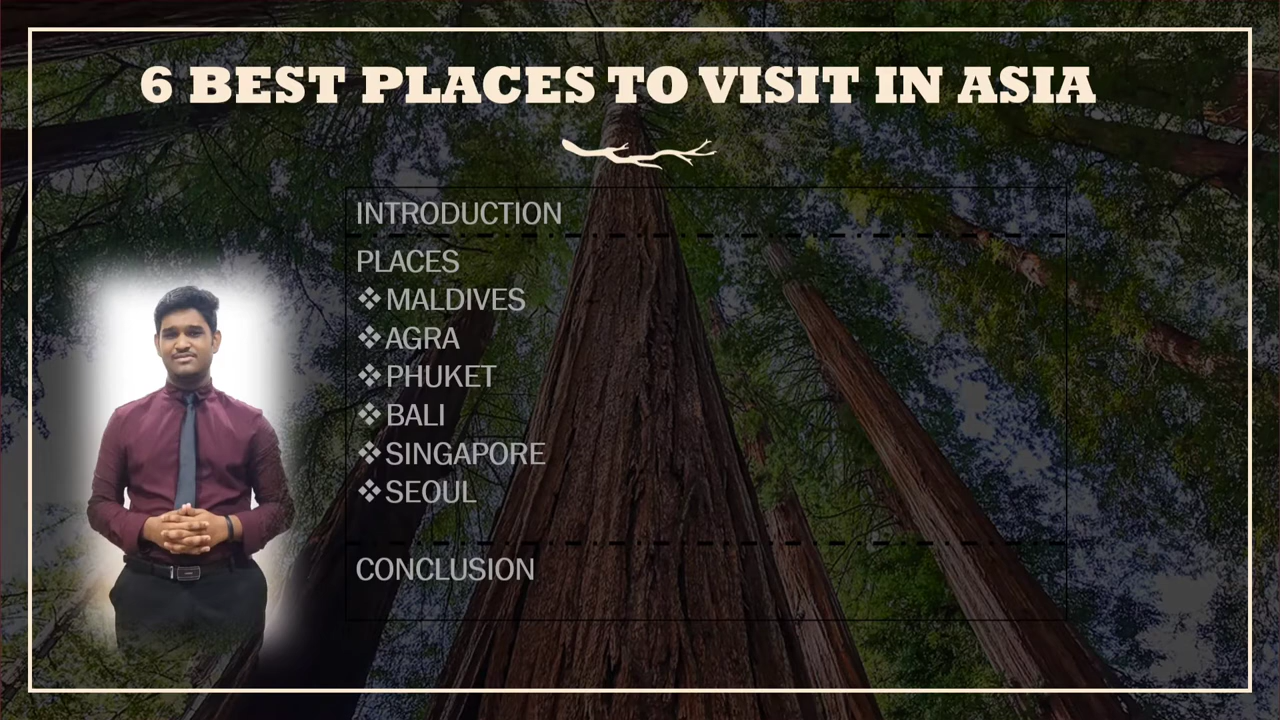 6 BEST PLACES TO VISIT IN ASIA
INTRODUCTION
PLACES
❖MALDIVES
❖AGRA
❖PHUKET
❖BALI
❖SINGAPORE
❖SEOUL
CONCLUSION